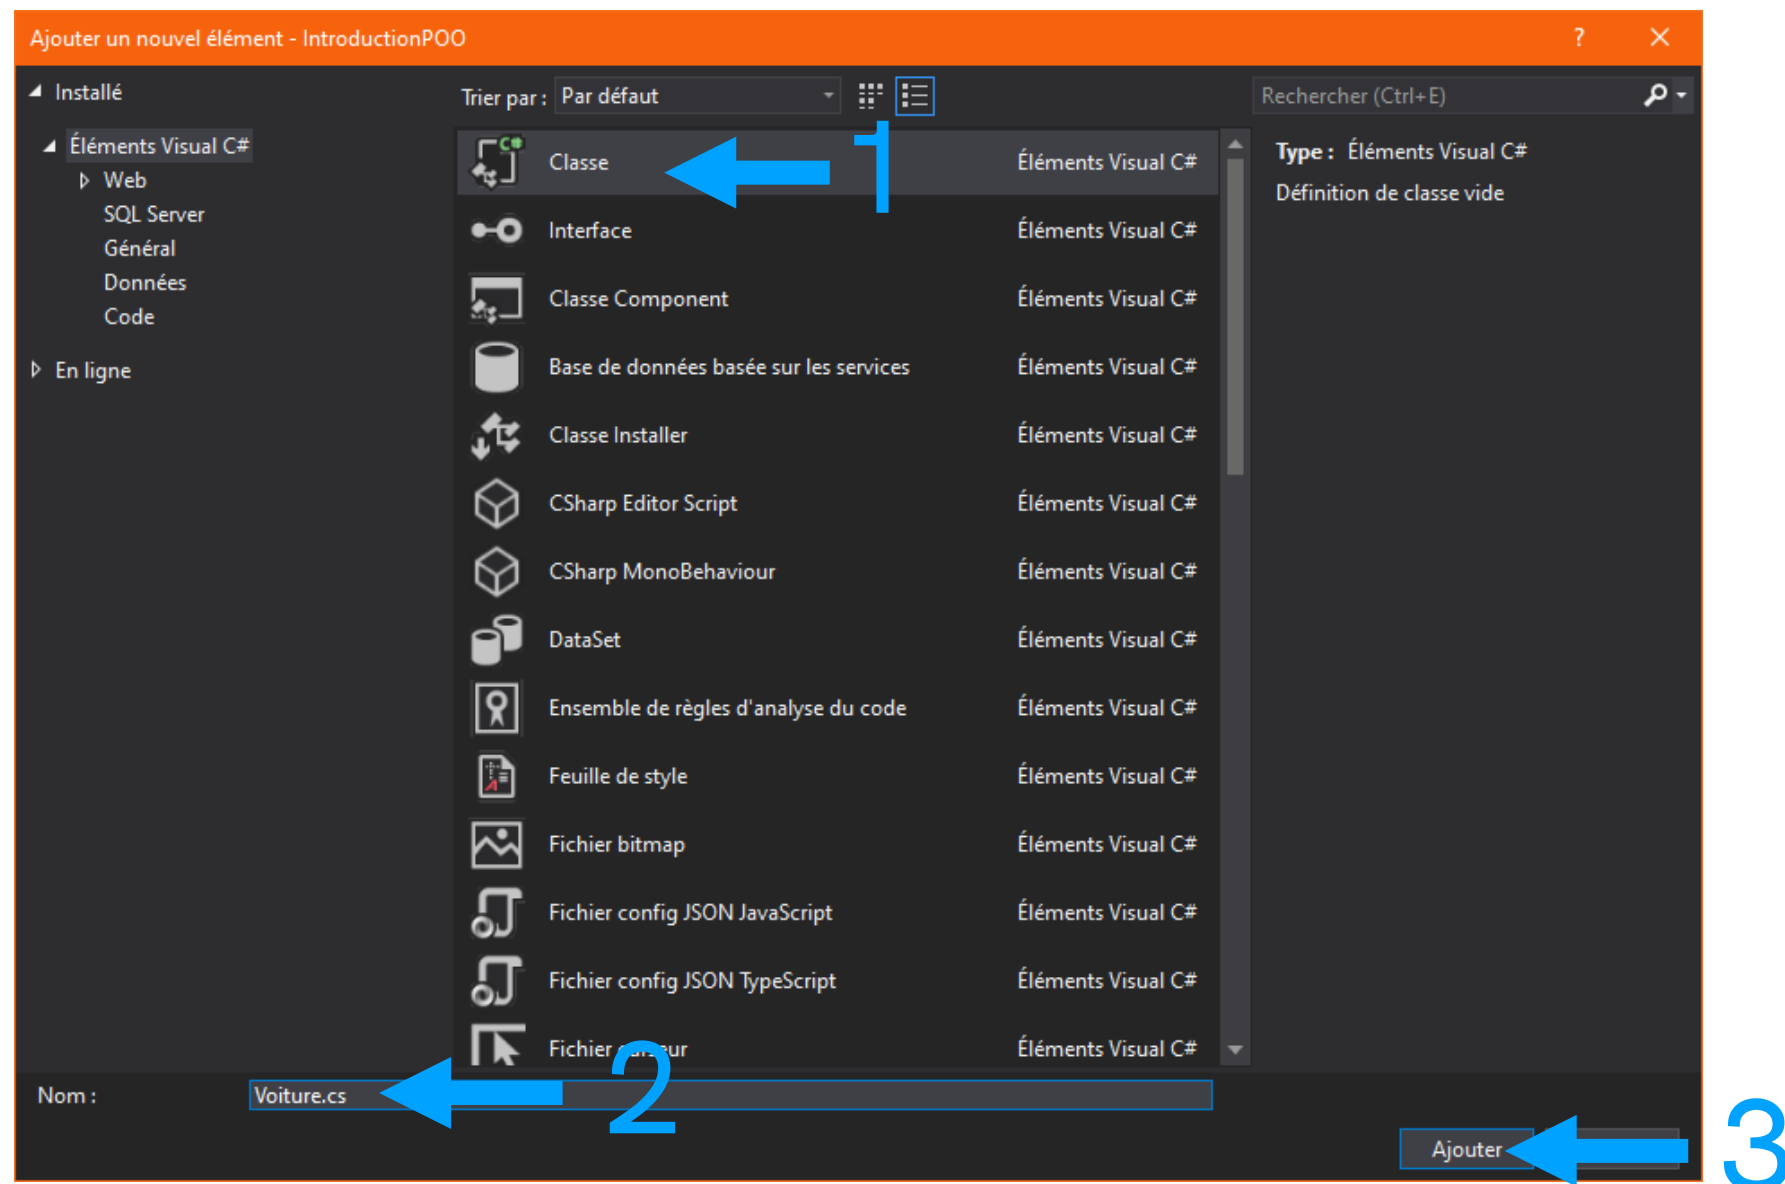 Ajouter un nouvel élément - IntroductionPOO
?
Installé
Trier par : Par défaut
Rechercher (Ctrl+E)
Éléments Visual C#
Web
SQL Server
Général
Données
Code
En ligne
1
C# Classe Éléments Visual C#
Interface Éléments Visual C#
Classe Component Éléments Visual C#
Base de données basée sur les services Éléments Visual C#
Classe Installer Éléments Visual C#
CSharp Editor Script Éléments Visual C#
CSharp MonoBehaviour Éléments Visual C#
DataSet Éléments Visual C#
Ensemble de règles d'analyse du code Éléments Visual C#
Feuille de style Éléments Visual C#
Fichier bitmap Éléments Visual C#
Fichier config JSON JavaScript Éléments Visual C#
Fichier config JSON TypeScript Éléments Visual C#
Fichier Éléments Visual C#
Type : Éléments Visual C#
Définition de classe vide
Nom : Voiture.cs
2
Ajouter
3